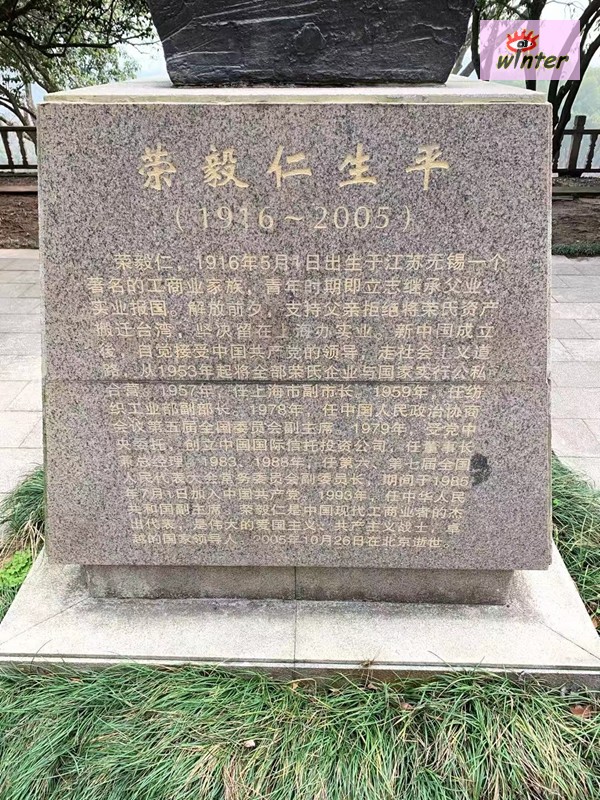 winter
荣毅仁生平
（1916～2005）
荣毅仁，1916年5月1日出生于江苏无锡一个
著名的工商业家族，青年时期即立志继承父业、
实业报国。解放前夕，支持父亲拒绝将荣氏资产
搬迁台湾，坚决留在上海办实业。新中国成立
后，自觉接受中国共产党的领导，走社会主义道
路，从1953年起将全部荣氏企业与国家实行公私
合营。1957年，任上海市副市长。1959年，任纺
织工业部副部长。1978年，任中国人民政治协商
会议第五届全国委员会副主席。1979年，受党中
央委托，创立中国国际信托投资公司，任董事长
兼总经理。1983、1988年，任第六、第七届全国
人民代表大会常务委员会副委员长，期间于1985
年7月1日加入中国共产党。1993年，任中华人民
共和国副主席。荣毅仁是中国现代工商业者的杰
出代表，是伟大的爱国主义、共产主义战士，卓
越的国家领导人。2005年10月26日在北京逝世。